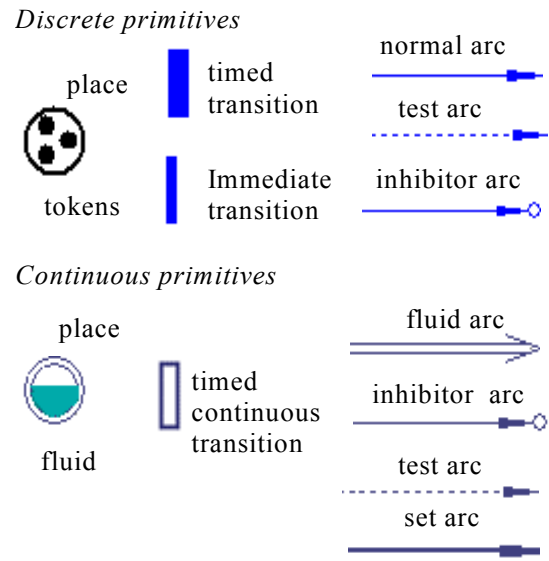 Discrete primitives
place
tokens
timed
transition
Immediate
transition
normal arc
test arc
inhibitor arc
Continuous primitives
place
fluid
timed
continuous
transition
fluid arc
inhibitor arc
test arc
set arc